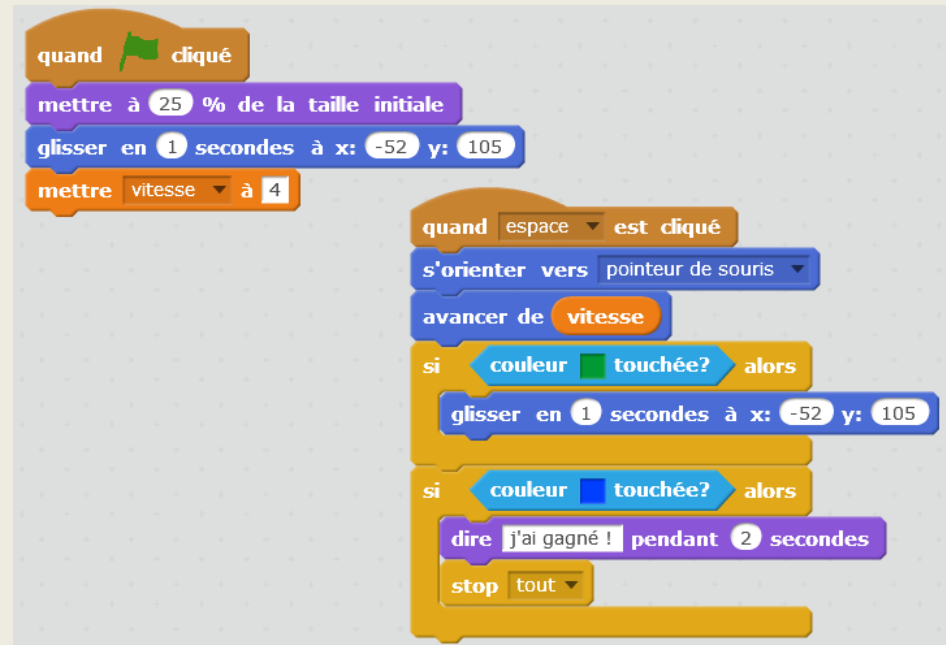 quand cliqué
mettre à 25 % de la taille initiale
glisser en 1 secondes à x: -52 y: 105
mettre vitesse à 4
quand espace est cliqué
s'orienter vers pointeur de souris
avancer de vitesse
si couleur touchée? alors
glisser en 1 secondes à x: -52 y: 105
si couleur touchée? alors
dire j'ai gagné ! pendant 2 secondes
stop tout